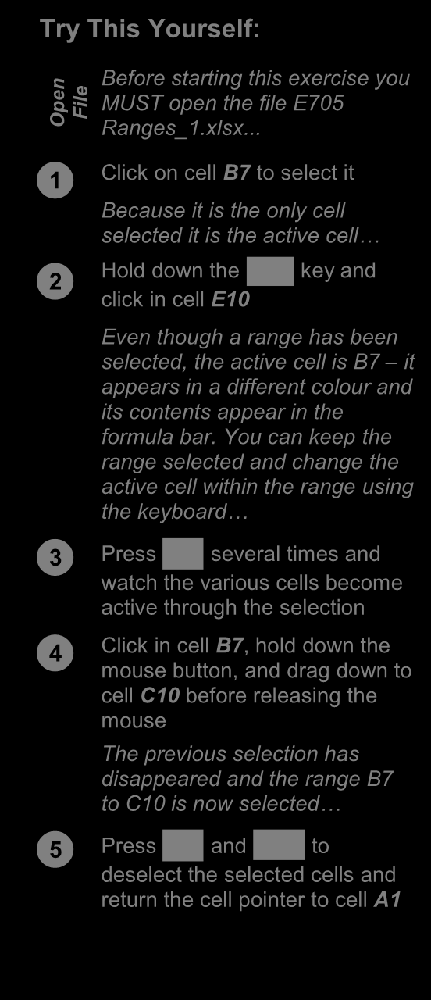 Try This Yourself:
Open
File
Before starting this exercise you
MUST open the file E705
Ranges_1.xlsx...
1
Click on cell B7 to select it
Because it is the only cell
selected it is the active cell…
2
Hold down the key and
click in cell E10
Even though a range has been
selected, the active cell is B7 – it
appears in a different colour and
its contents appear in the
formula bar. You can keep the
range selected and change the
active cell within the range using
the keyboard…
3
Press several times and
watch the various cells become
active through the selection
4
Click in cell B7, hold down the
mouse button, and drag down to
cell C10 before releasing the
mouse
The previous selection has
disappeared and the range B7
to C10 is now selected…
5
Press and to
deselect the selected cells and
return the cell pointer to cell A1